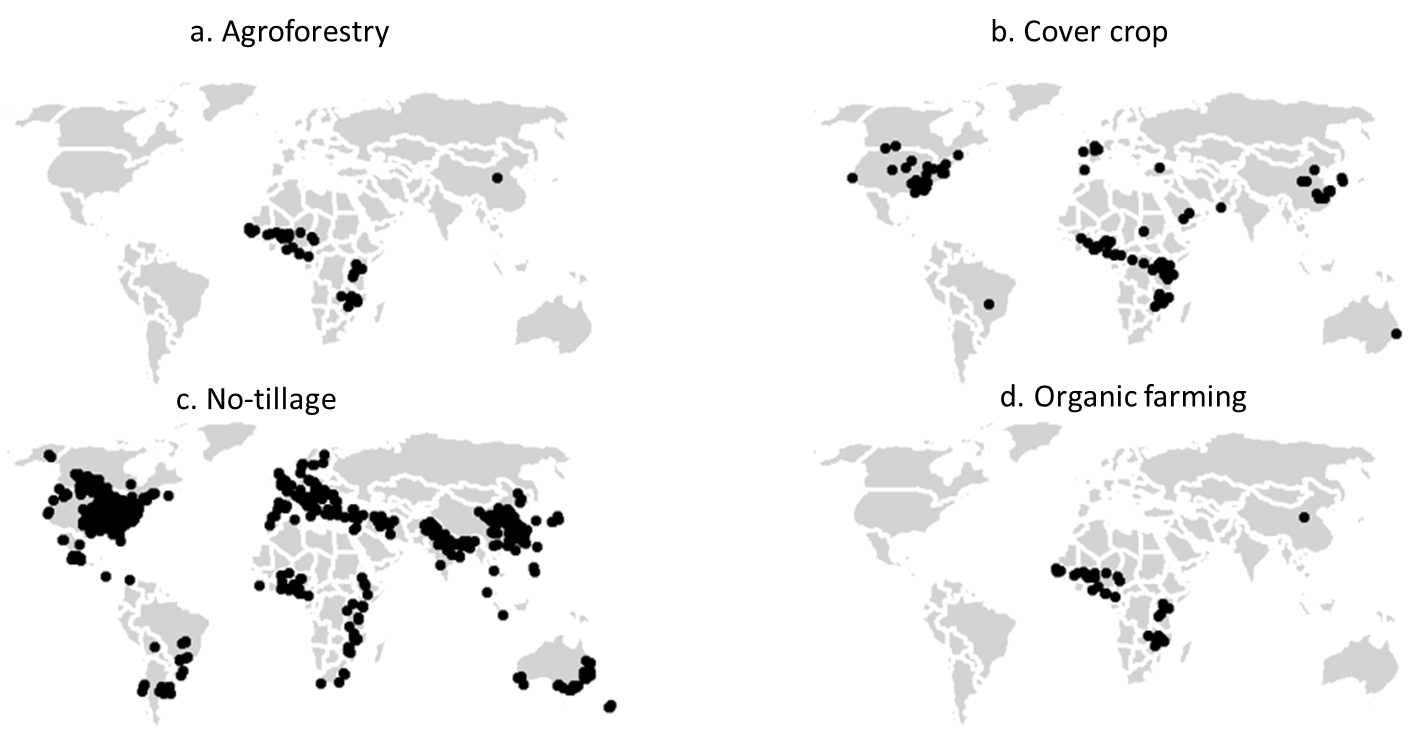 a. Agroforestry
b. Cover crop
c. No-tillage
d. Organic farming